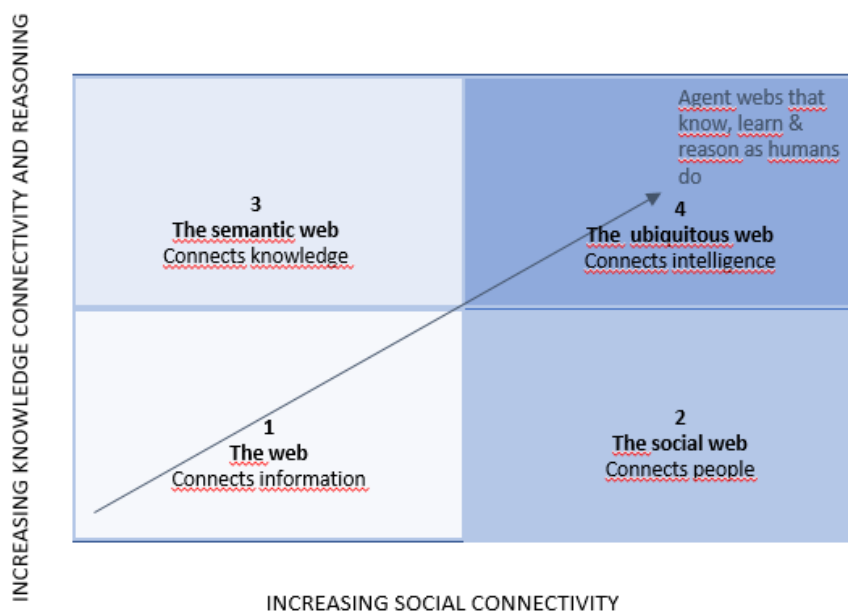 INCREASING KNOWLEDGE CONNECTIVITY AND REASONING
Agent webs that
know, learn &
reason as humans
do
3
The semantic web
Connects knowledge
4
The ubiquitous web
Connects intelligence
1
The web
Connects information
2
The social web
Connects people
INCREASING SOCIAL CONNECTIVITY